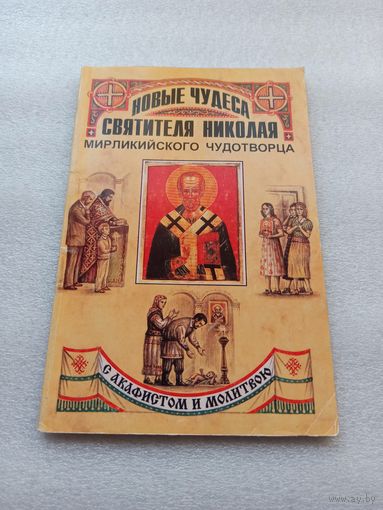 НОВЫЕ ЧУДЕСА
СВЯТИТЕЛЯ НИКОЛАЯ
МИРЛИКИЙСКОГО ЧУДОТВОРЦА
С АКАФИСТОМ И МОЛИТВОЮ
www.ay.by